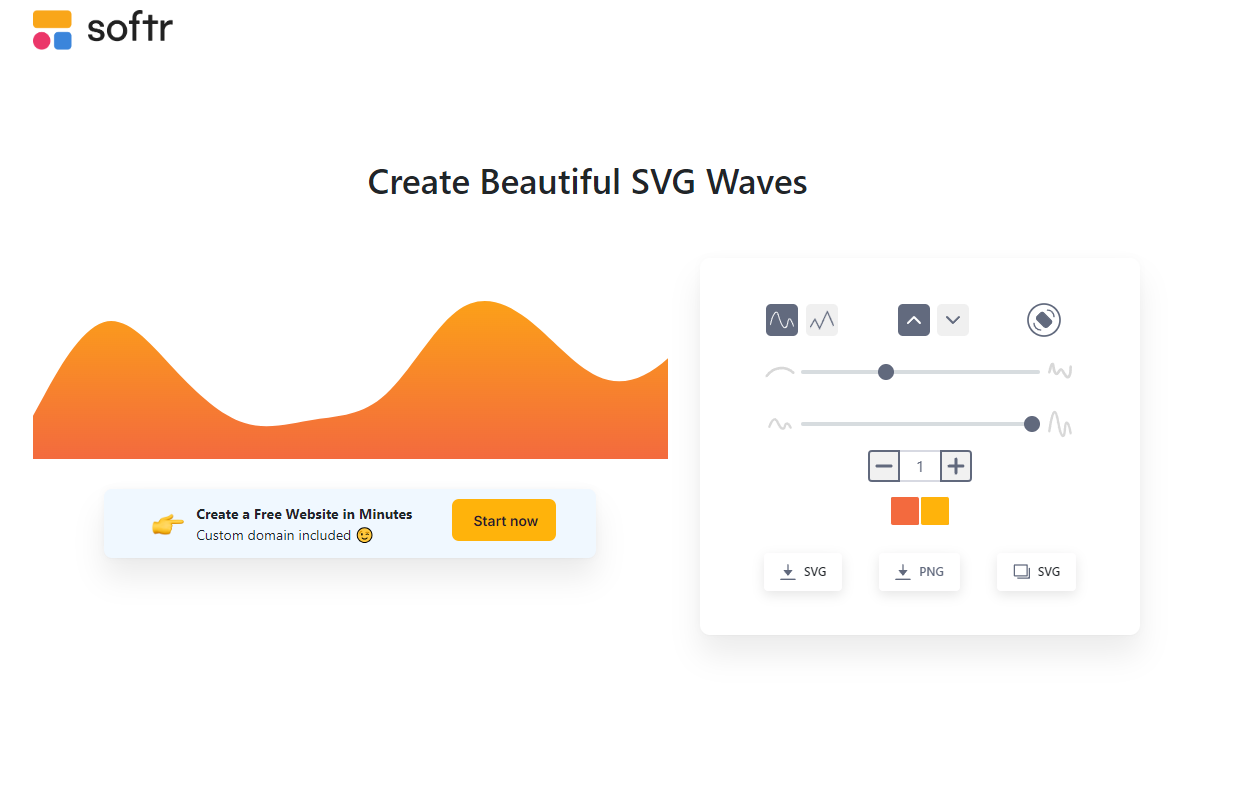 softr
Create Beautiful SVG Waves
1
Create a Free Website in Minutes
Custom domain included 😉
Start now
SVG
PNG
SVG